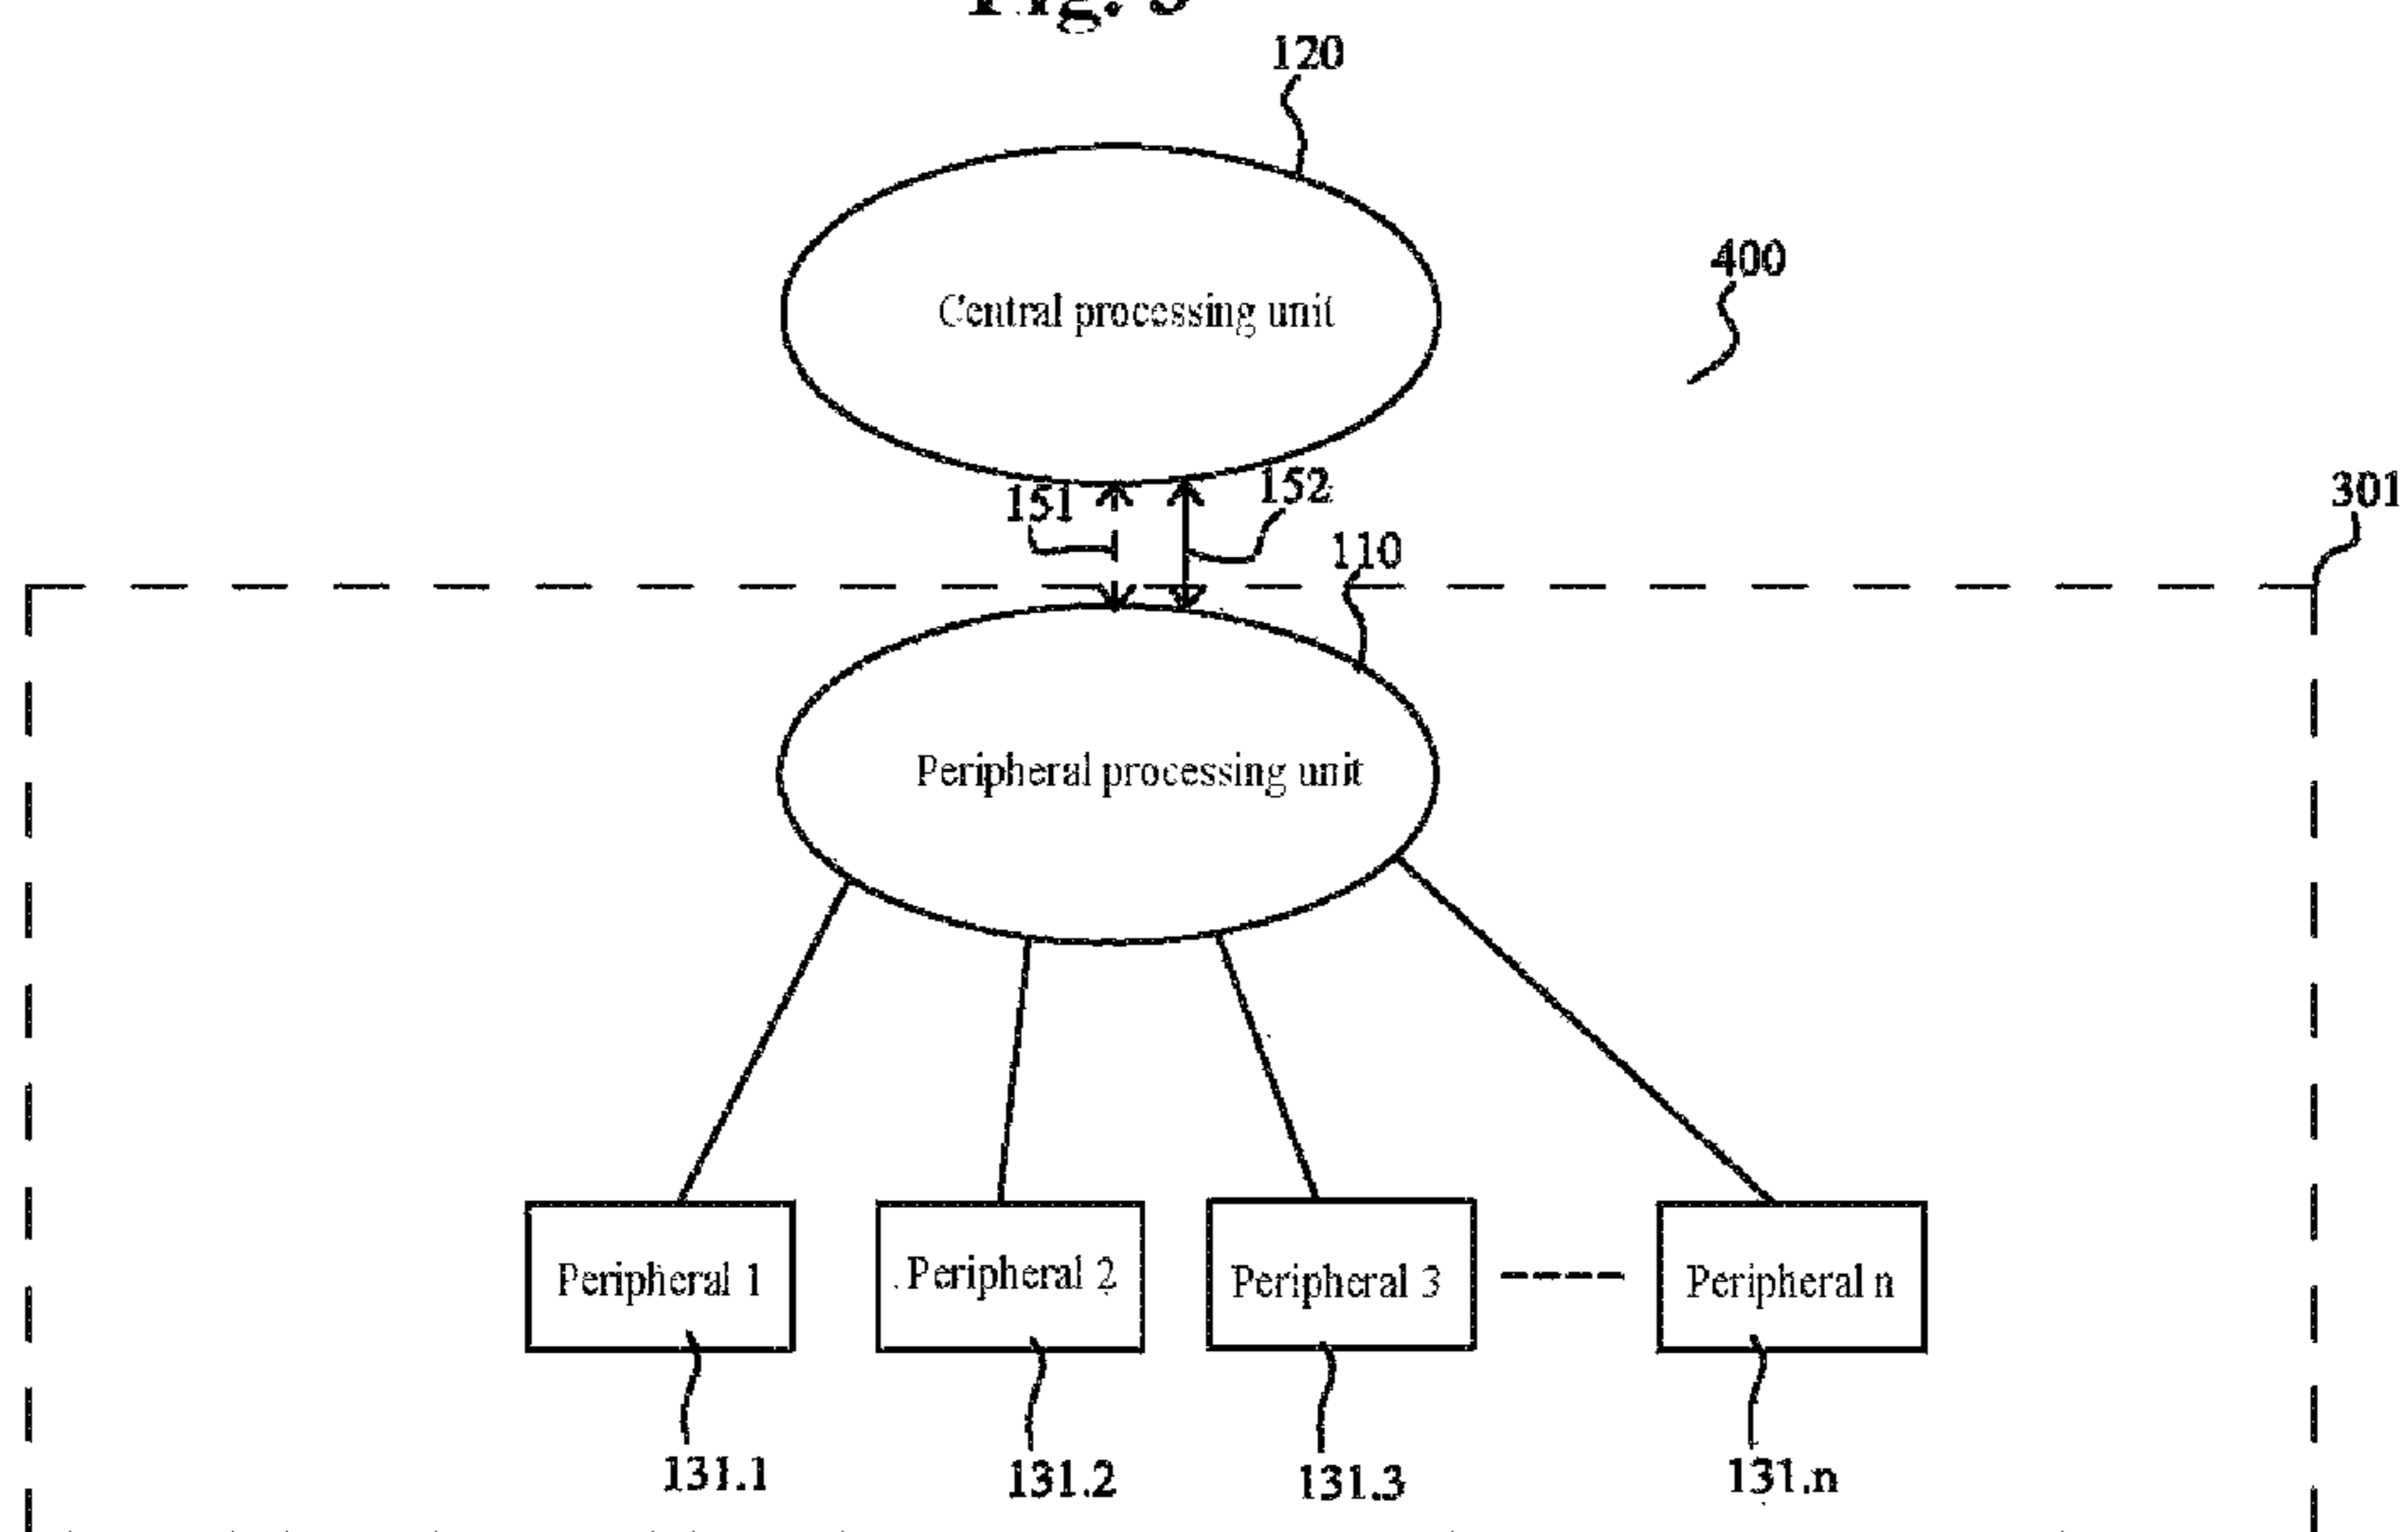 120
Central processing unit
400
151
152
301
110
Peripheral processing unit
Peripheral 1
Peripheral 2
Peripheral 3
Peripheral n
131.1
131.2
131.3
131.n